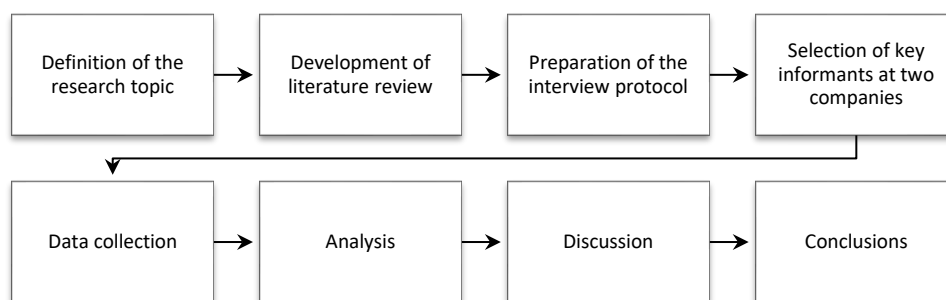 Definition of the
research topic
Development of
literature review
Preparation of the
interview protocol
Selection of key
informants at two
companies
Data collection
Analysis
Discussion
Conclusions